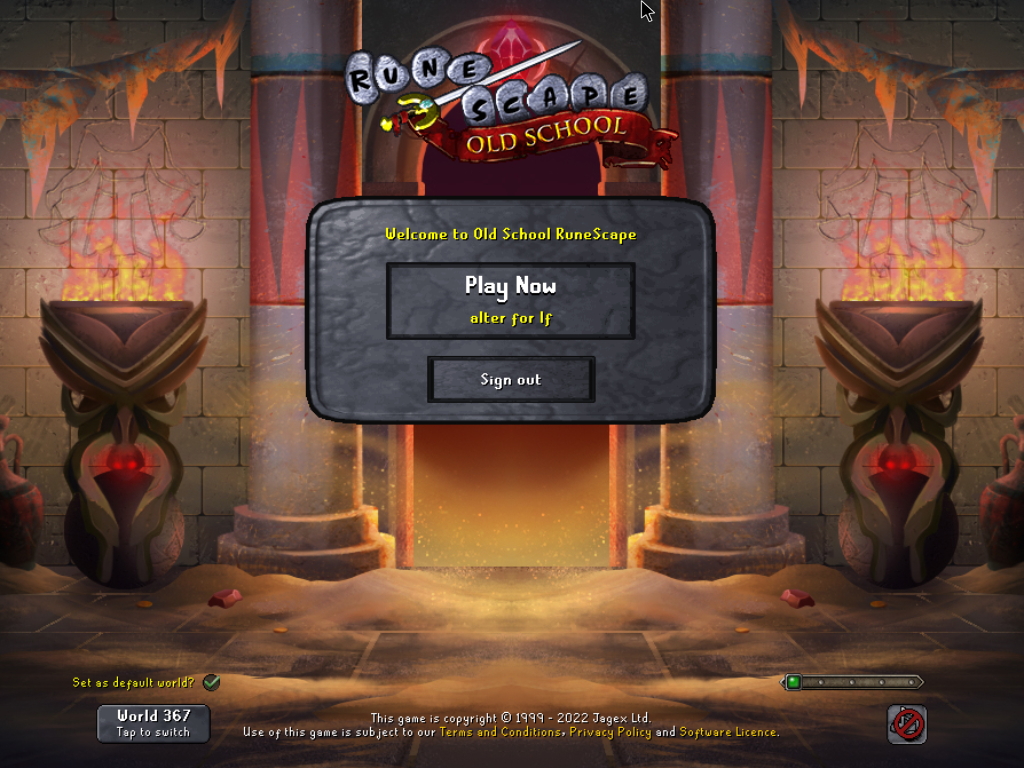 RUNE
SCAPE
OLD SCHOOL
Welcome to Old School RuneScape
Play Now
alter for lf
Sign out
Set as default world?
World 367
Tap to switch
This game is copyright © 1999 - 2022 Jagex Ltd.
Use of this game is subject to our Terms and Conditions, Privacy Policy and Software Licence.